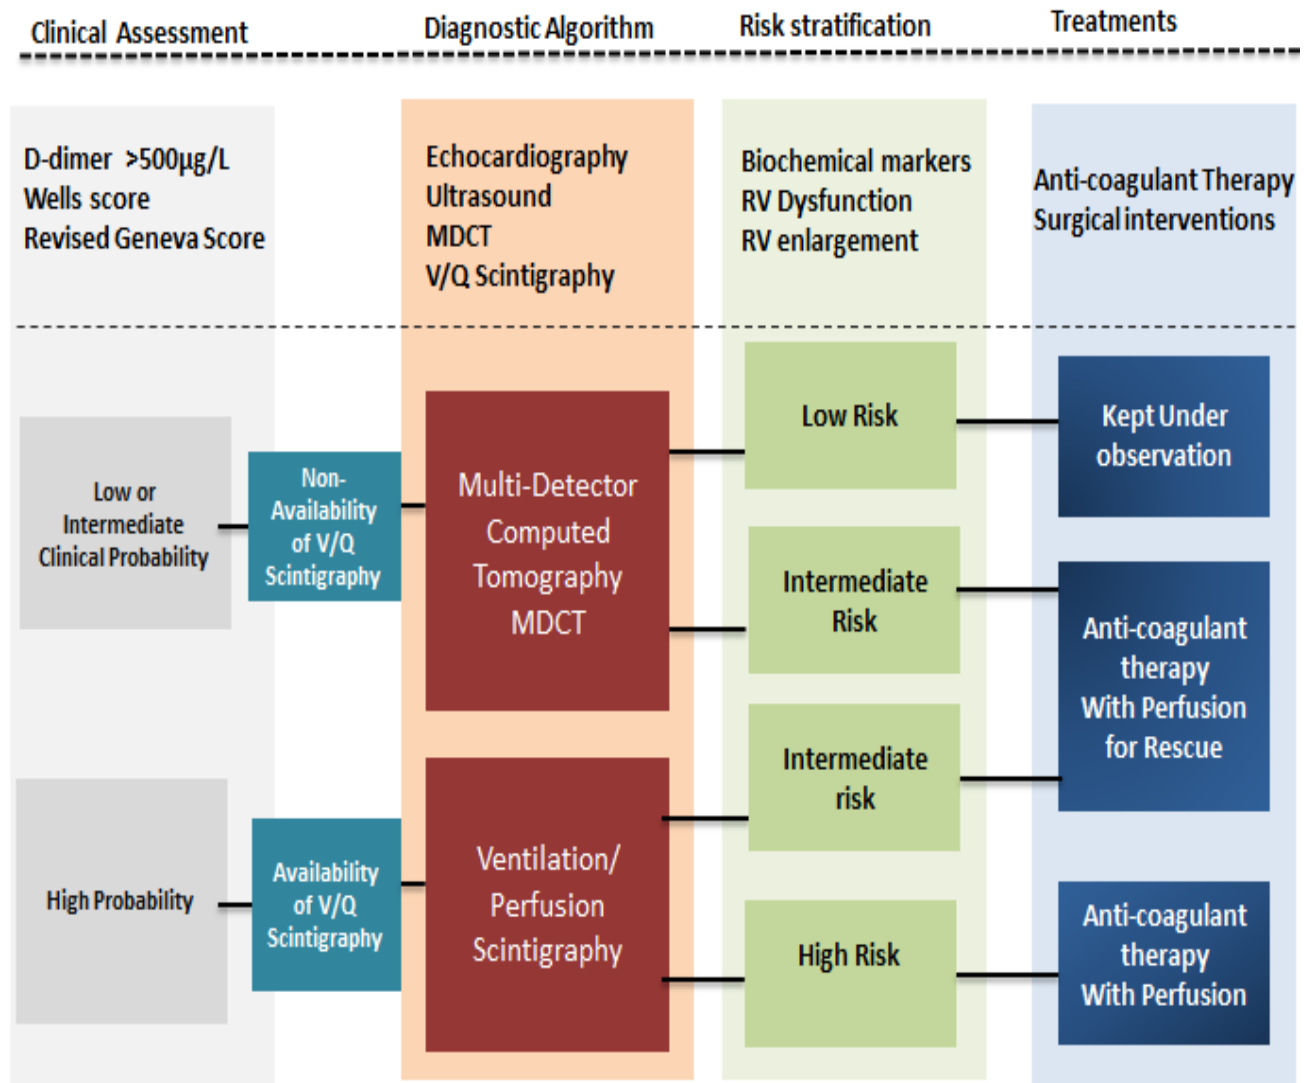 Clinical Assessment
Diagnostic Algorithm
Risk stratification
Treatments
D-dimer >500µg/L
Wells score
Revised Geneva Score
Echocardiography
Ultrasound
MDCT
V/Q Scintigraphy
Biochemical markers
RV Dysfunction
RV enlargement
Anti-coagulant Therapy
Surgical interventions
Low or
Intermediate
Clinical Probability
Non-
Availability
of V/Q
Scintigraphy
Multi-Detector
Computed
Tomography
MDCT
Low Risk
Kept Under
observation
Intermediate
Risk
Anti-coagulant
therapy
With Perfusion
for Rescue
High Probability
Availability
of V/Q
Scintigraphy
Ventilation/
Perfusion
Scintigraphy
Intermediate
risk
High Risk
Anti-coagulant
therapy
With Perfusion